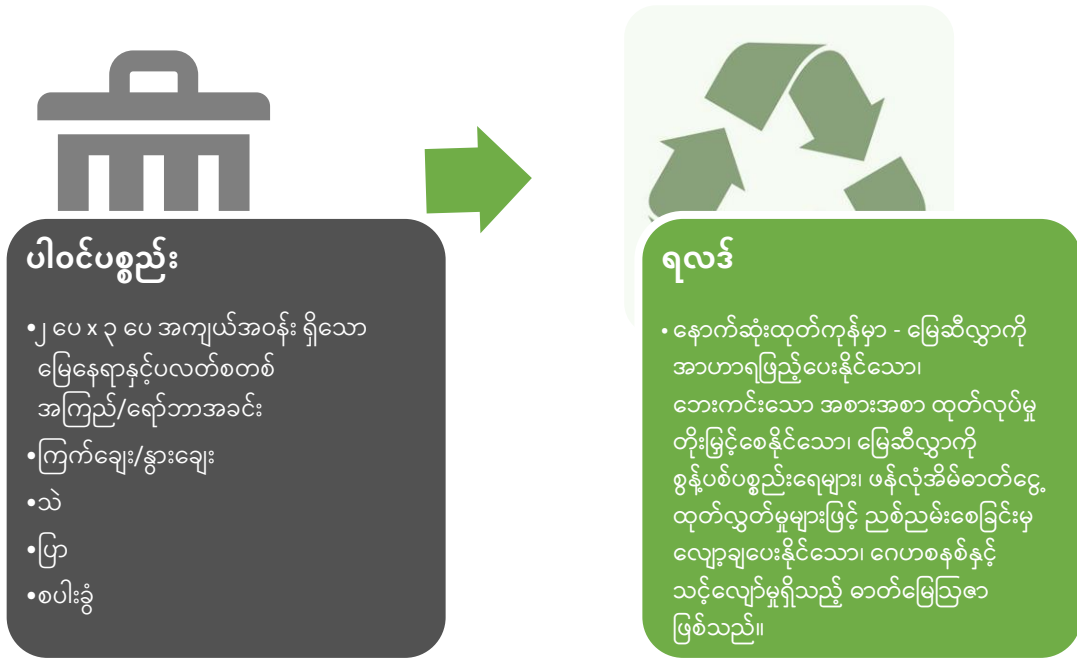 ပါဝင်ပစ္စည်း
•၂ ပေ x ၃ ပေ အကျယ်အဝန်း ရှိသော
မြေနေရာနှင့်ပလတ်စတစ်
အကြည်/ရော်ဘာအခင်း
•ကြက်ချေး/နွားချေး
•သဲ
•ပြာ
•စပါးခွံ
ရလဒ်
• နောက်ဆုံးထုတ်ကုန်မှာ - မြေဆီလွှာကို
အာဟာရဖြည့်ပေးနိုင်သော၊
ဘေးကင်းသော အစားအစာ ထုတ်လုပ်မှု
တိုးမြှင့်စေနိုင်သော၊ မြေဆီလွှာကို
စွန့်ပစ်ပစ္စည်းရေများ၊ ဖန်လုံအိမ်ဓာတ်ငွေ့
ထုတ်လွှတ်မှုများဖြင့် ညစ်ညမ်းစေခြင်းမှ
လျော့ချပေးနိုင်သော၊ ဂေဟစနစ်နှင့်
သင့်လျော်မှုရှိသည့် ဓာတ်မြေဩဇာ
ဖြစ်သည်။